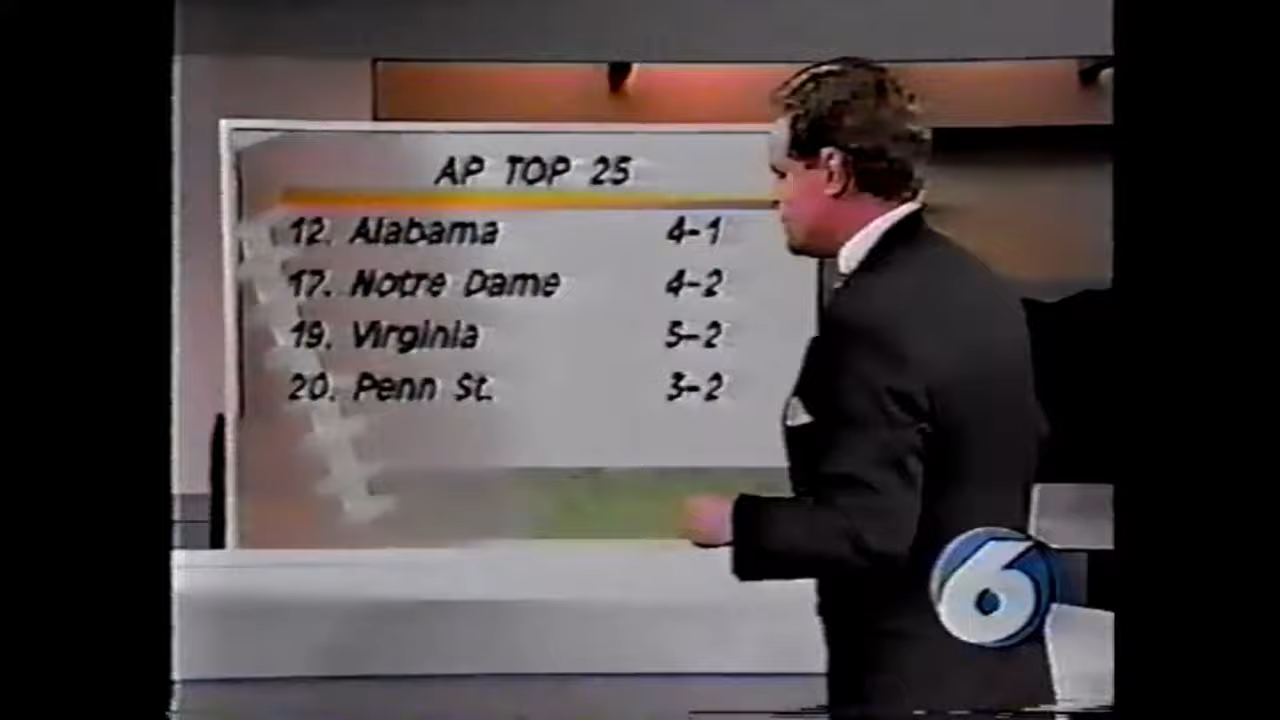 AP TOP 25
12. Alabama 4-1
17. Notre Dame 4-2
19. Virginia 5-2
20. Penn St. 3-2
6